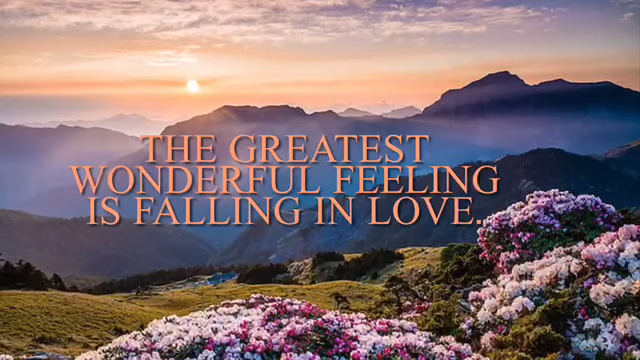 THE GREATEST
WONDERFUL FEELING
IS FALLING IN LOVE..